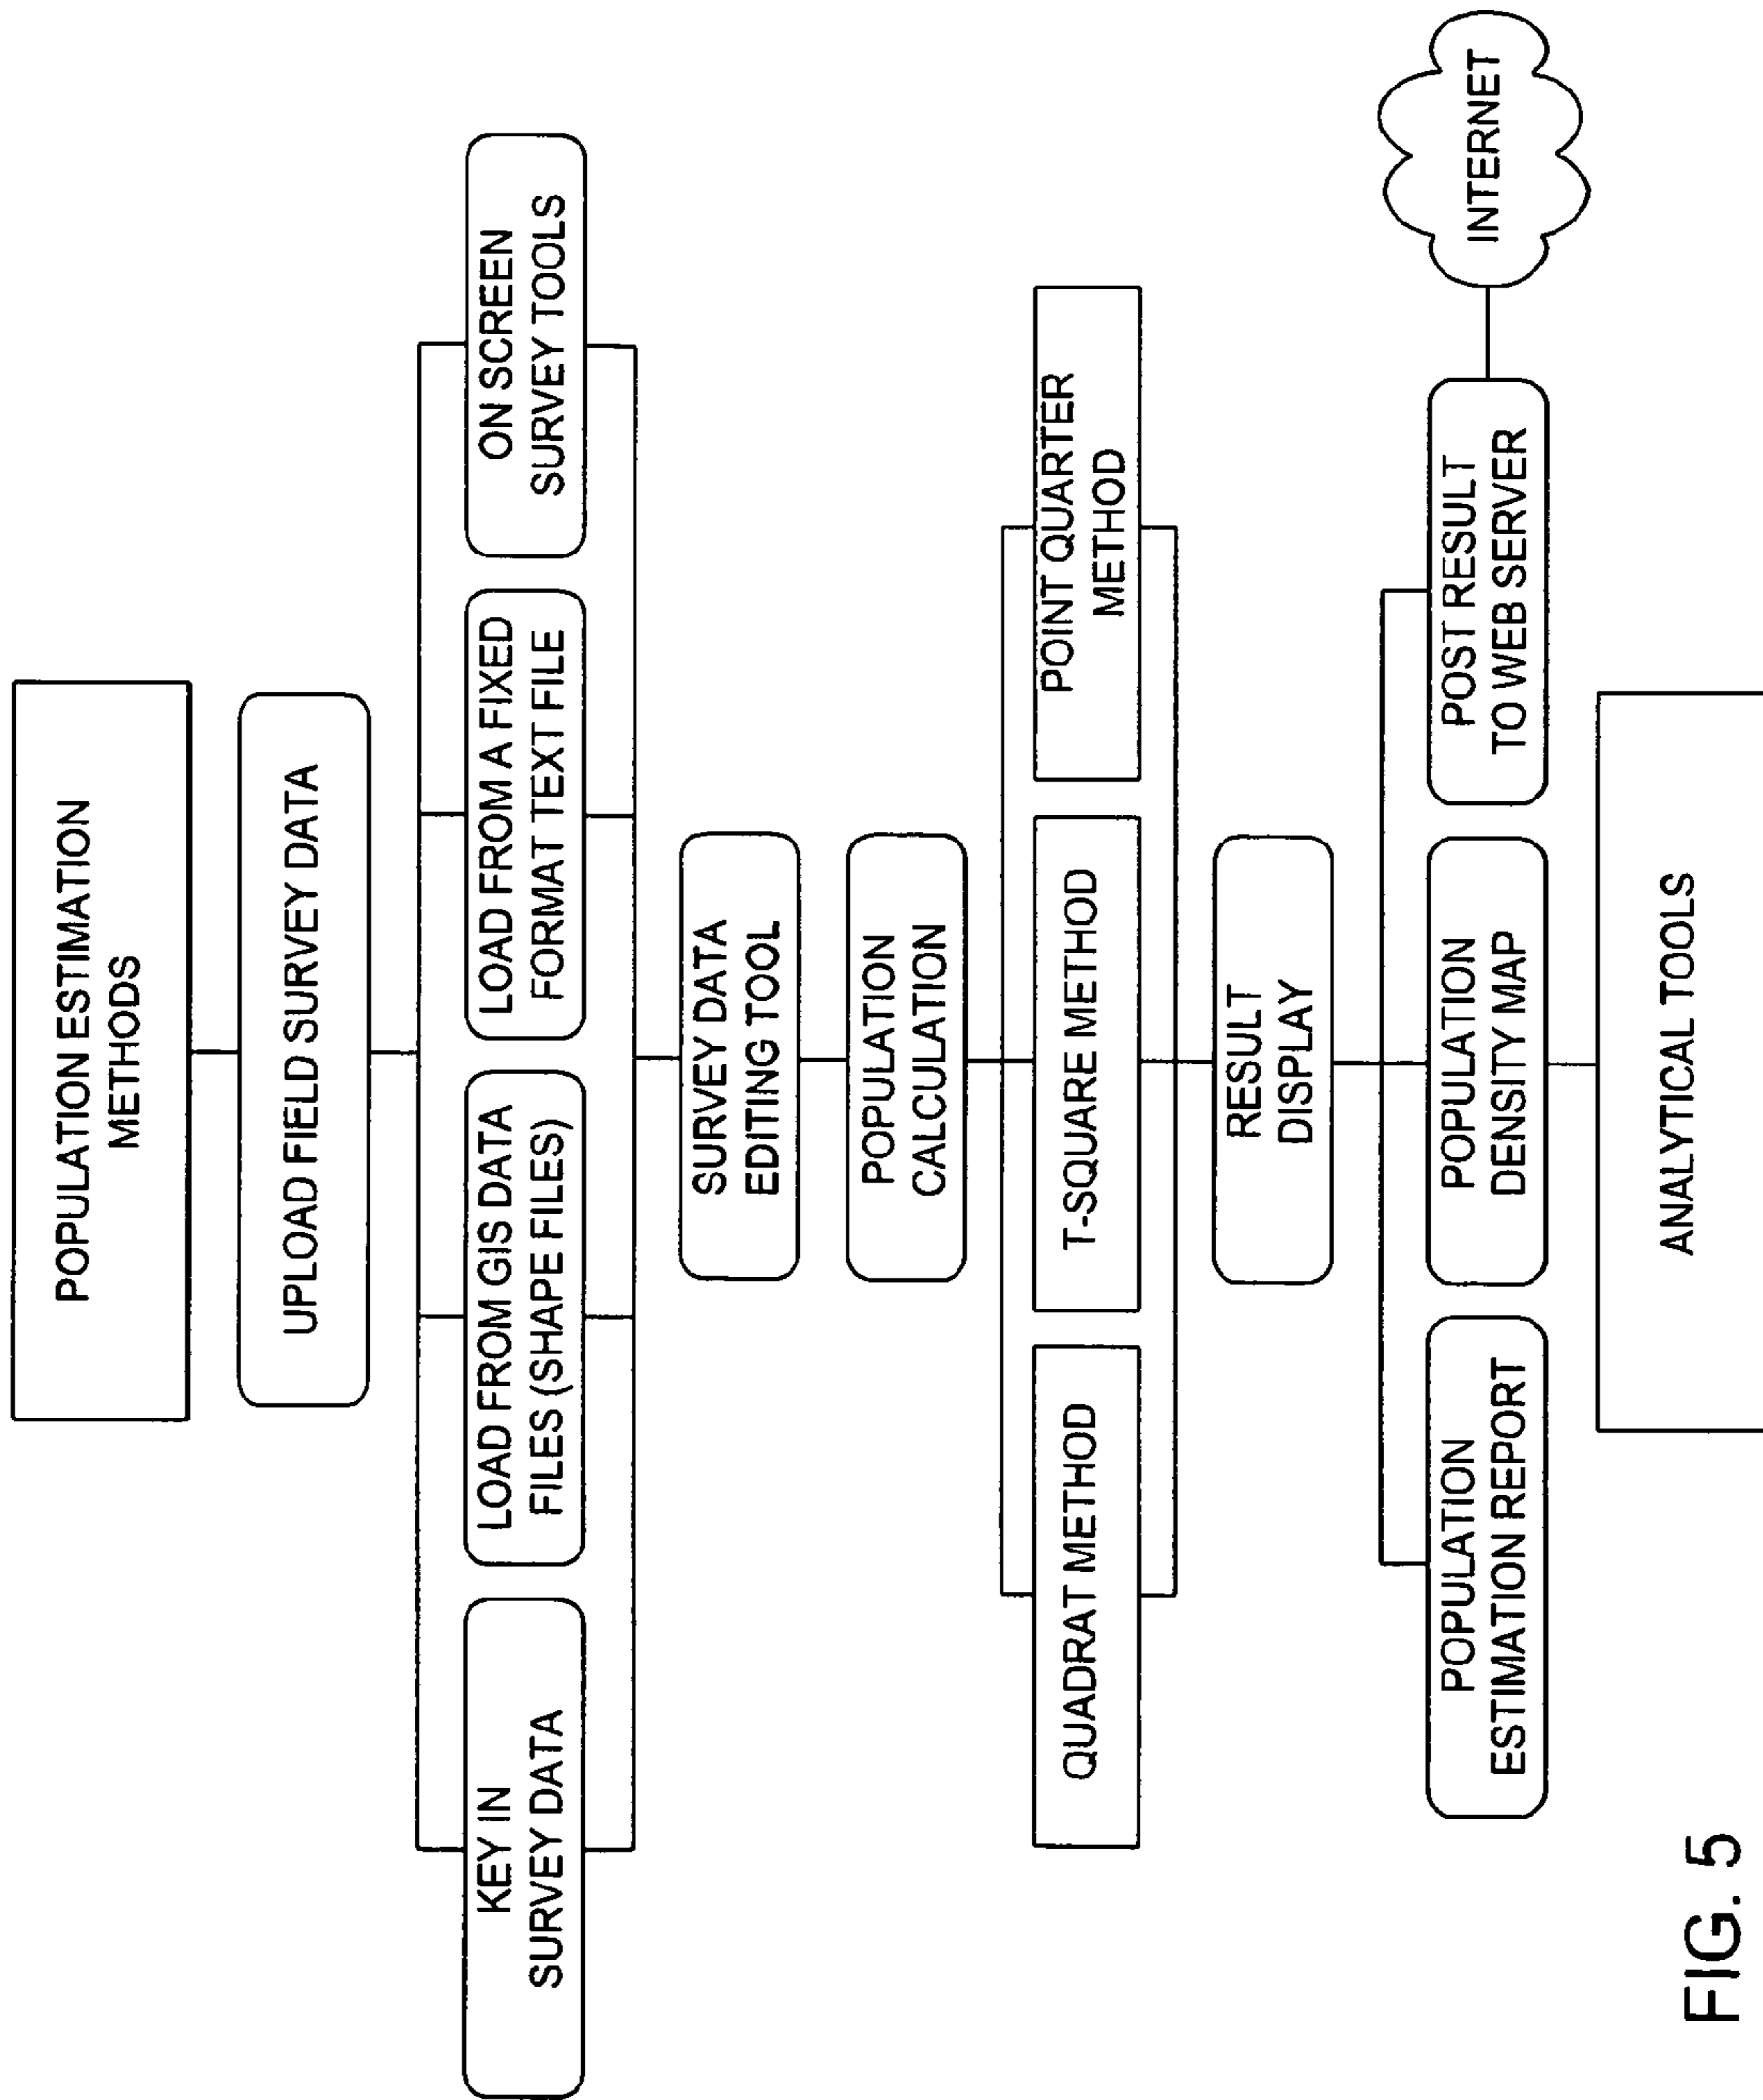 POPULATION ESTIMATION
METHODS
UPLOAD FIELD SURVEY DATA
KEY IN
SURVEY DATA
LOAD FROM GIS DATA
FILES (SHAPE FILES)
LOAD FROM A FIXED
FORMAT TEXT FILE
ON SCREEN
SURVEY TOOLS
SURVEY DATA
EDITING TOOL
POPULATION
CALCULATION
QUADRAT METHOD
T-SQUARE METHOD
POINT QUARTER
METHOD
RESULT
DISPLAY
POPULATION
ESTIMATION REPORT
POPULATION
DENSITY MAP
POST RESULT
TO WEB SERVER
INTERNET
ANALYTICAL TOOLS
FIG. 5